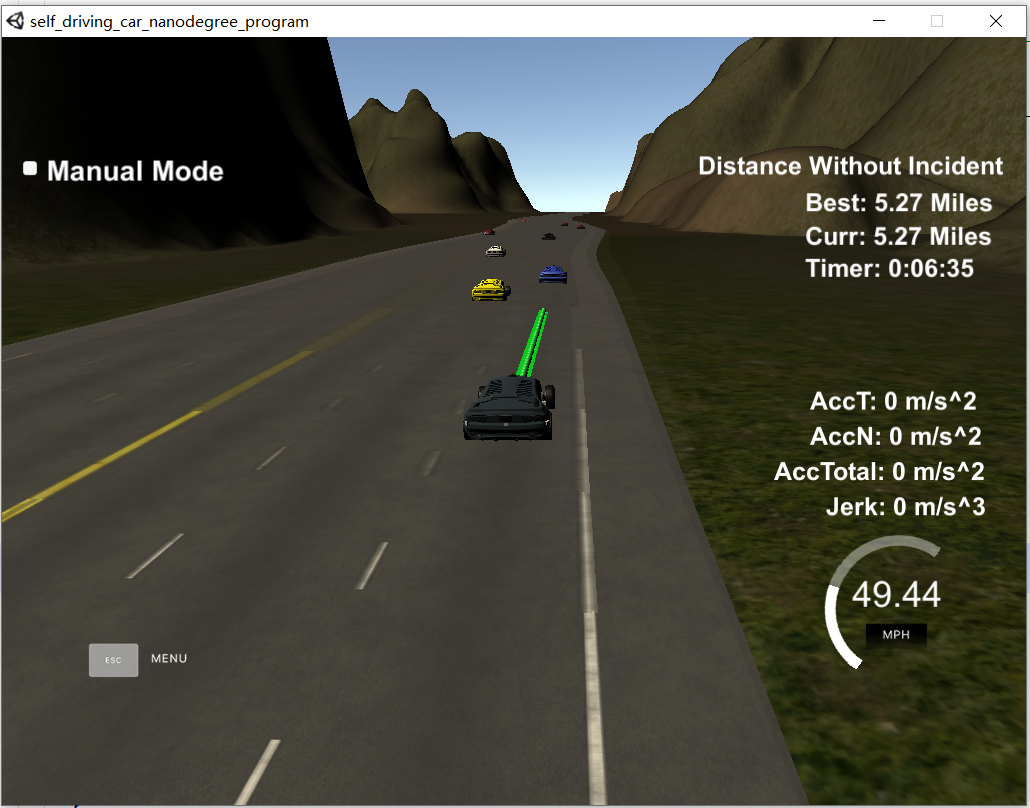 self_driving_car_nanodegree_program
Manual Mode
Distance Without Incident
Best: 5.27 Miles
Curr: 5.27 Miles
Timer: 0:06:35
AccT: 0 m/s^2
AccN: 0 m/s^2
AccTotal: 0 m/s^2
Jerk: 0 m/s^3
49.44
MPH
ESC MENU